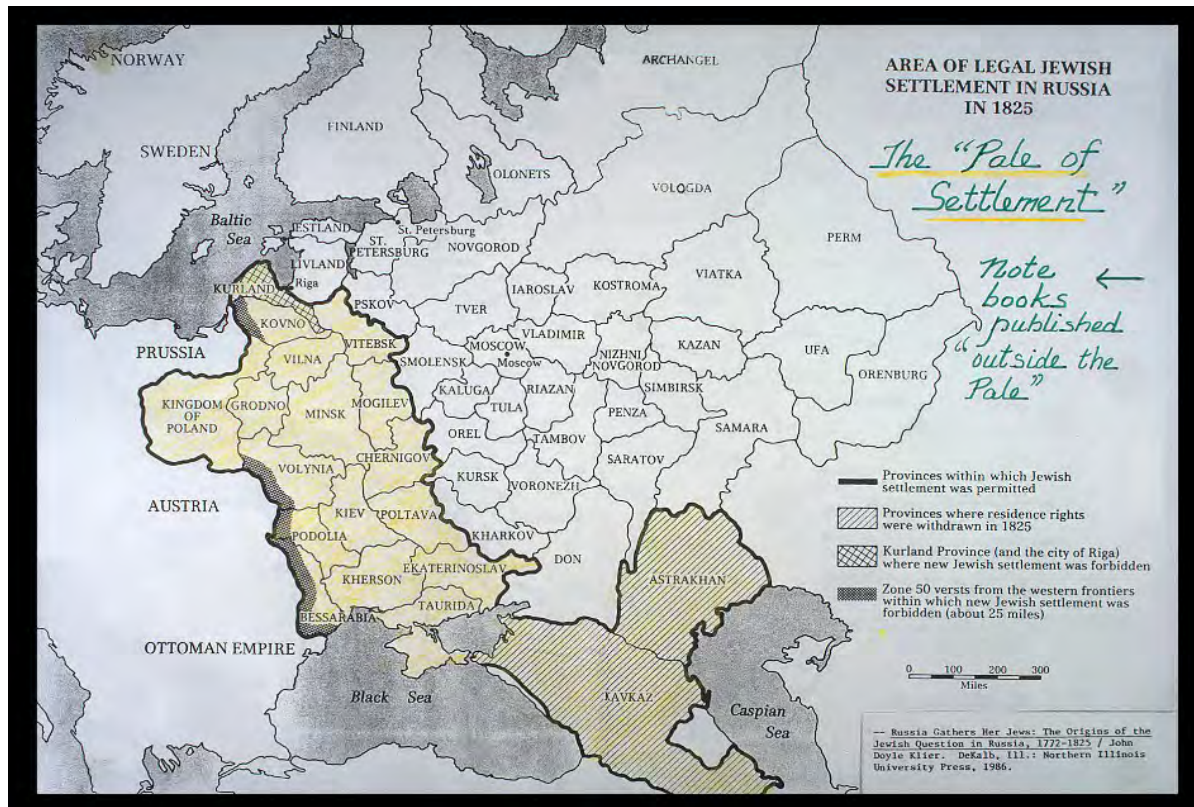 AREA OF LEGAL JEWISH
SETTLEMENT IN RUSSIA
IN 1825
The "Pale of
Settlement"
Note ←
books
published
"outside the
Pale"
NORWAY
ARCHANGEL
FINLAND
SWEDEN
OLONETS
VOLOGDA
Baltic
Sea
ESTLAND
St. Petersburg
ST.
PETERSBURG
NOVGOROD
PERM
LIVLAND
Riga
KURLAND
PSKOV
TVER
IAROSLAV
KOSTROMA
VIATKA
KOVNO
VITEBSK
VLADIMIR
MOSCOW
Moscow
NIZHNI
NOVGOROD
KAZAN
UFA
ORENBURG
PRUSSIA
VILNA
SMOLENSK
KALUGA
RIAZAN
SIMBIRSK
KINGDOM
OF
POLAND
GRODNO
MINSK
MOGILEV
TULA
PENZA
SAMARA
OREL
TAMBOV
CHERNIGOV
SARATOV
VOLYNIA
KURSK
VORONEZH
AUSTRIA
KIEV
POLTAVA
PODOLIA
KHARKOV
DON
EKATERINOSLAV
KHERSON
ASTRAKHAN
TAURIDA
BESSARABIA
OTTOMAN EMPIRE
Black Sea
KAVKAZ
Caspian
Sea
Provinces within which Jewish
settlement was permitted
Provinces where residence rights
were withdrawn in 1825
Kurland Province (and the city of Riga)
where new Jewish settlement was forbidden
Zone 50 versts from the western frontiers
within which new Jewish settlement was
forbidden (about 25 miles)
0 100 200 300
Miles
-- Russia Gathers Her Jews: The Origins of the
Jewish Question in Russia, 1772-1825 / John
Doyle Klier. DeKalb, Ill.: Northern Illinois
University Press, 1986.